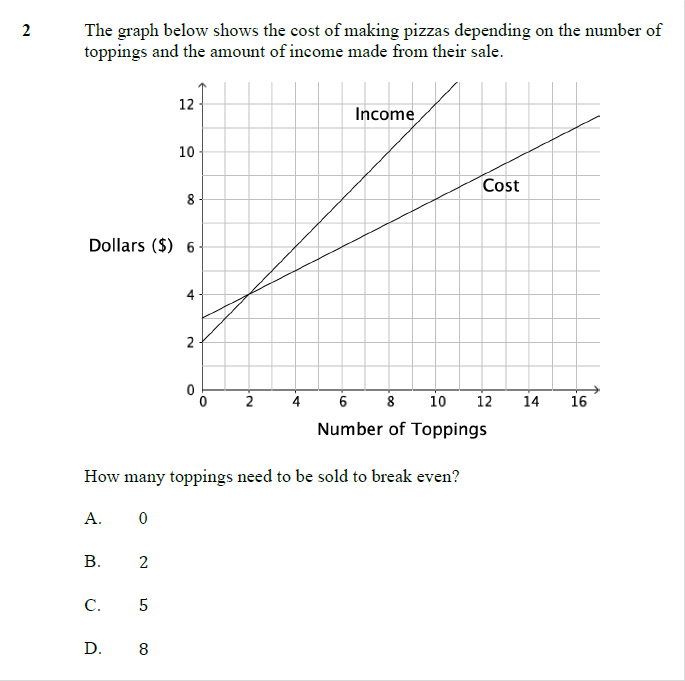 2 The graph below shows the cost of making pizzas depending on the number of
toppings and the amount of income made from their sale.
12
Income
10
Cost
8
Dollars ($) 6
4
2
0
0 2 4 6 8 10 12 14 16
Number of Toppings
How many toppings need to be sold to break even?
A. 0
B. 2
C. 5
D. 8